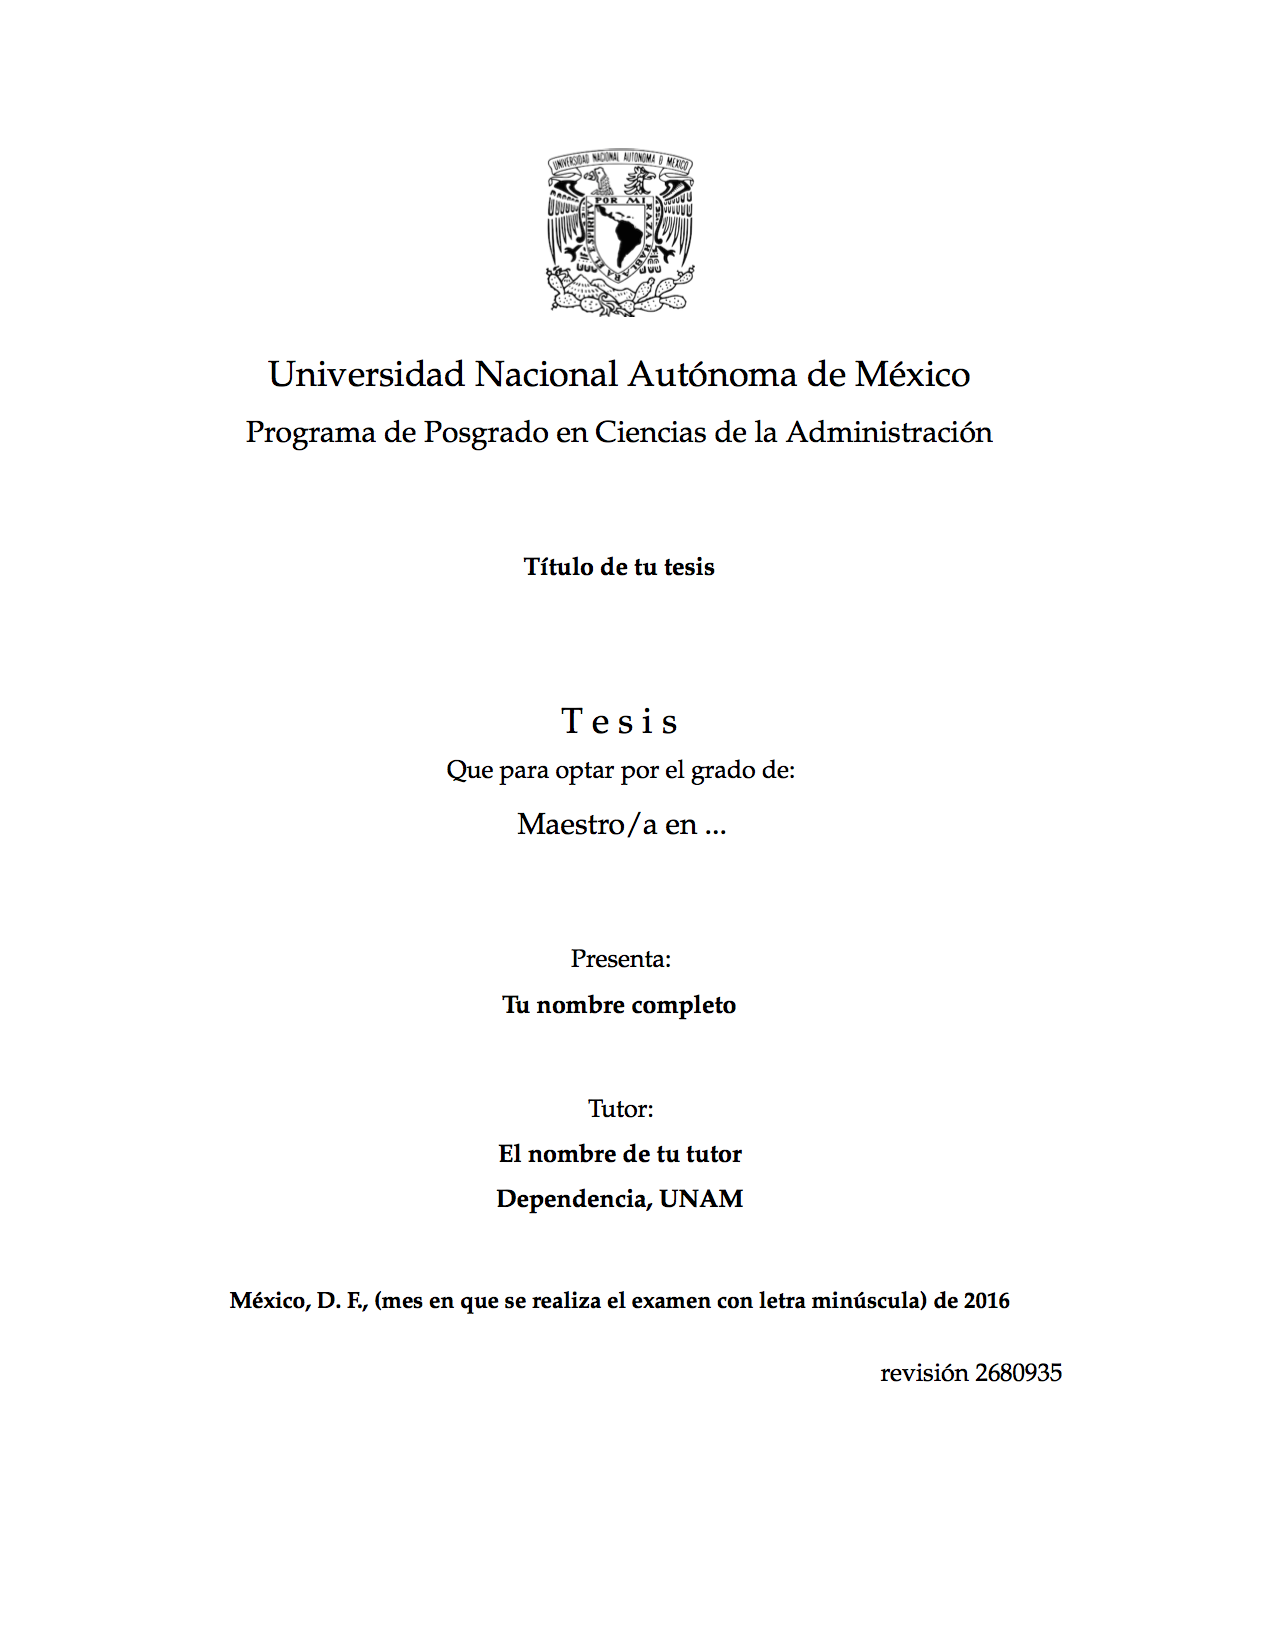 UNIVERSIDAD NACIONAL AUTONOMA D MEXICO
POR MI RAZA HABLARA EL ESPIRITU
Universidad Nacional Autónoma de México
Programa de Posgrado en Ciencias de la Administración
Título de tu tesis
T e s i s
Que para optar por el grado de:
Maestro/a en ...
Presenta:
Tu nombre completo
Tutor:
El nombre de tu tutor
Dependencia, UNAM
México, D. F., (mes en que se realiza el examen con letra minúscula) de 2016
revisión 2680935